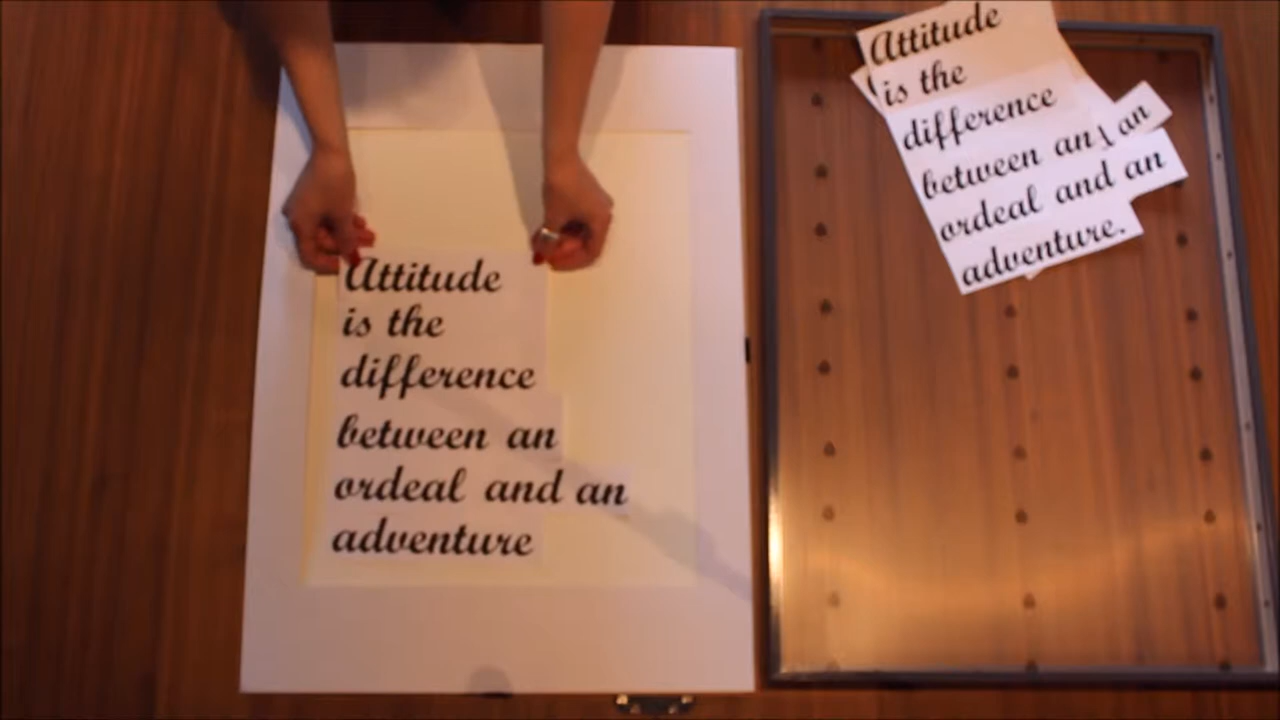 Attitude
is the
difference
between an
ordeal and an
adventure
Attitude
is the
difference
between an
an
ordeal and an
adventure.